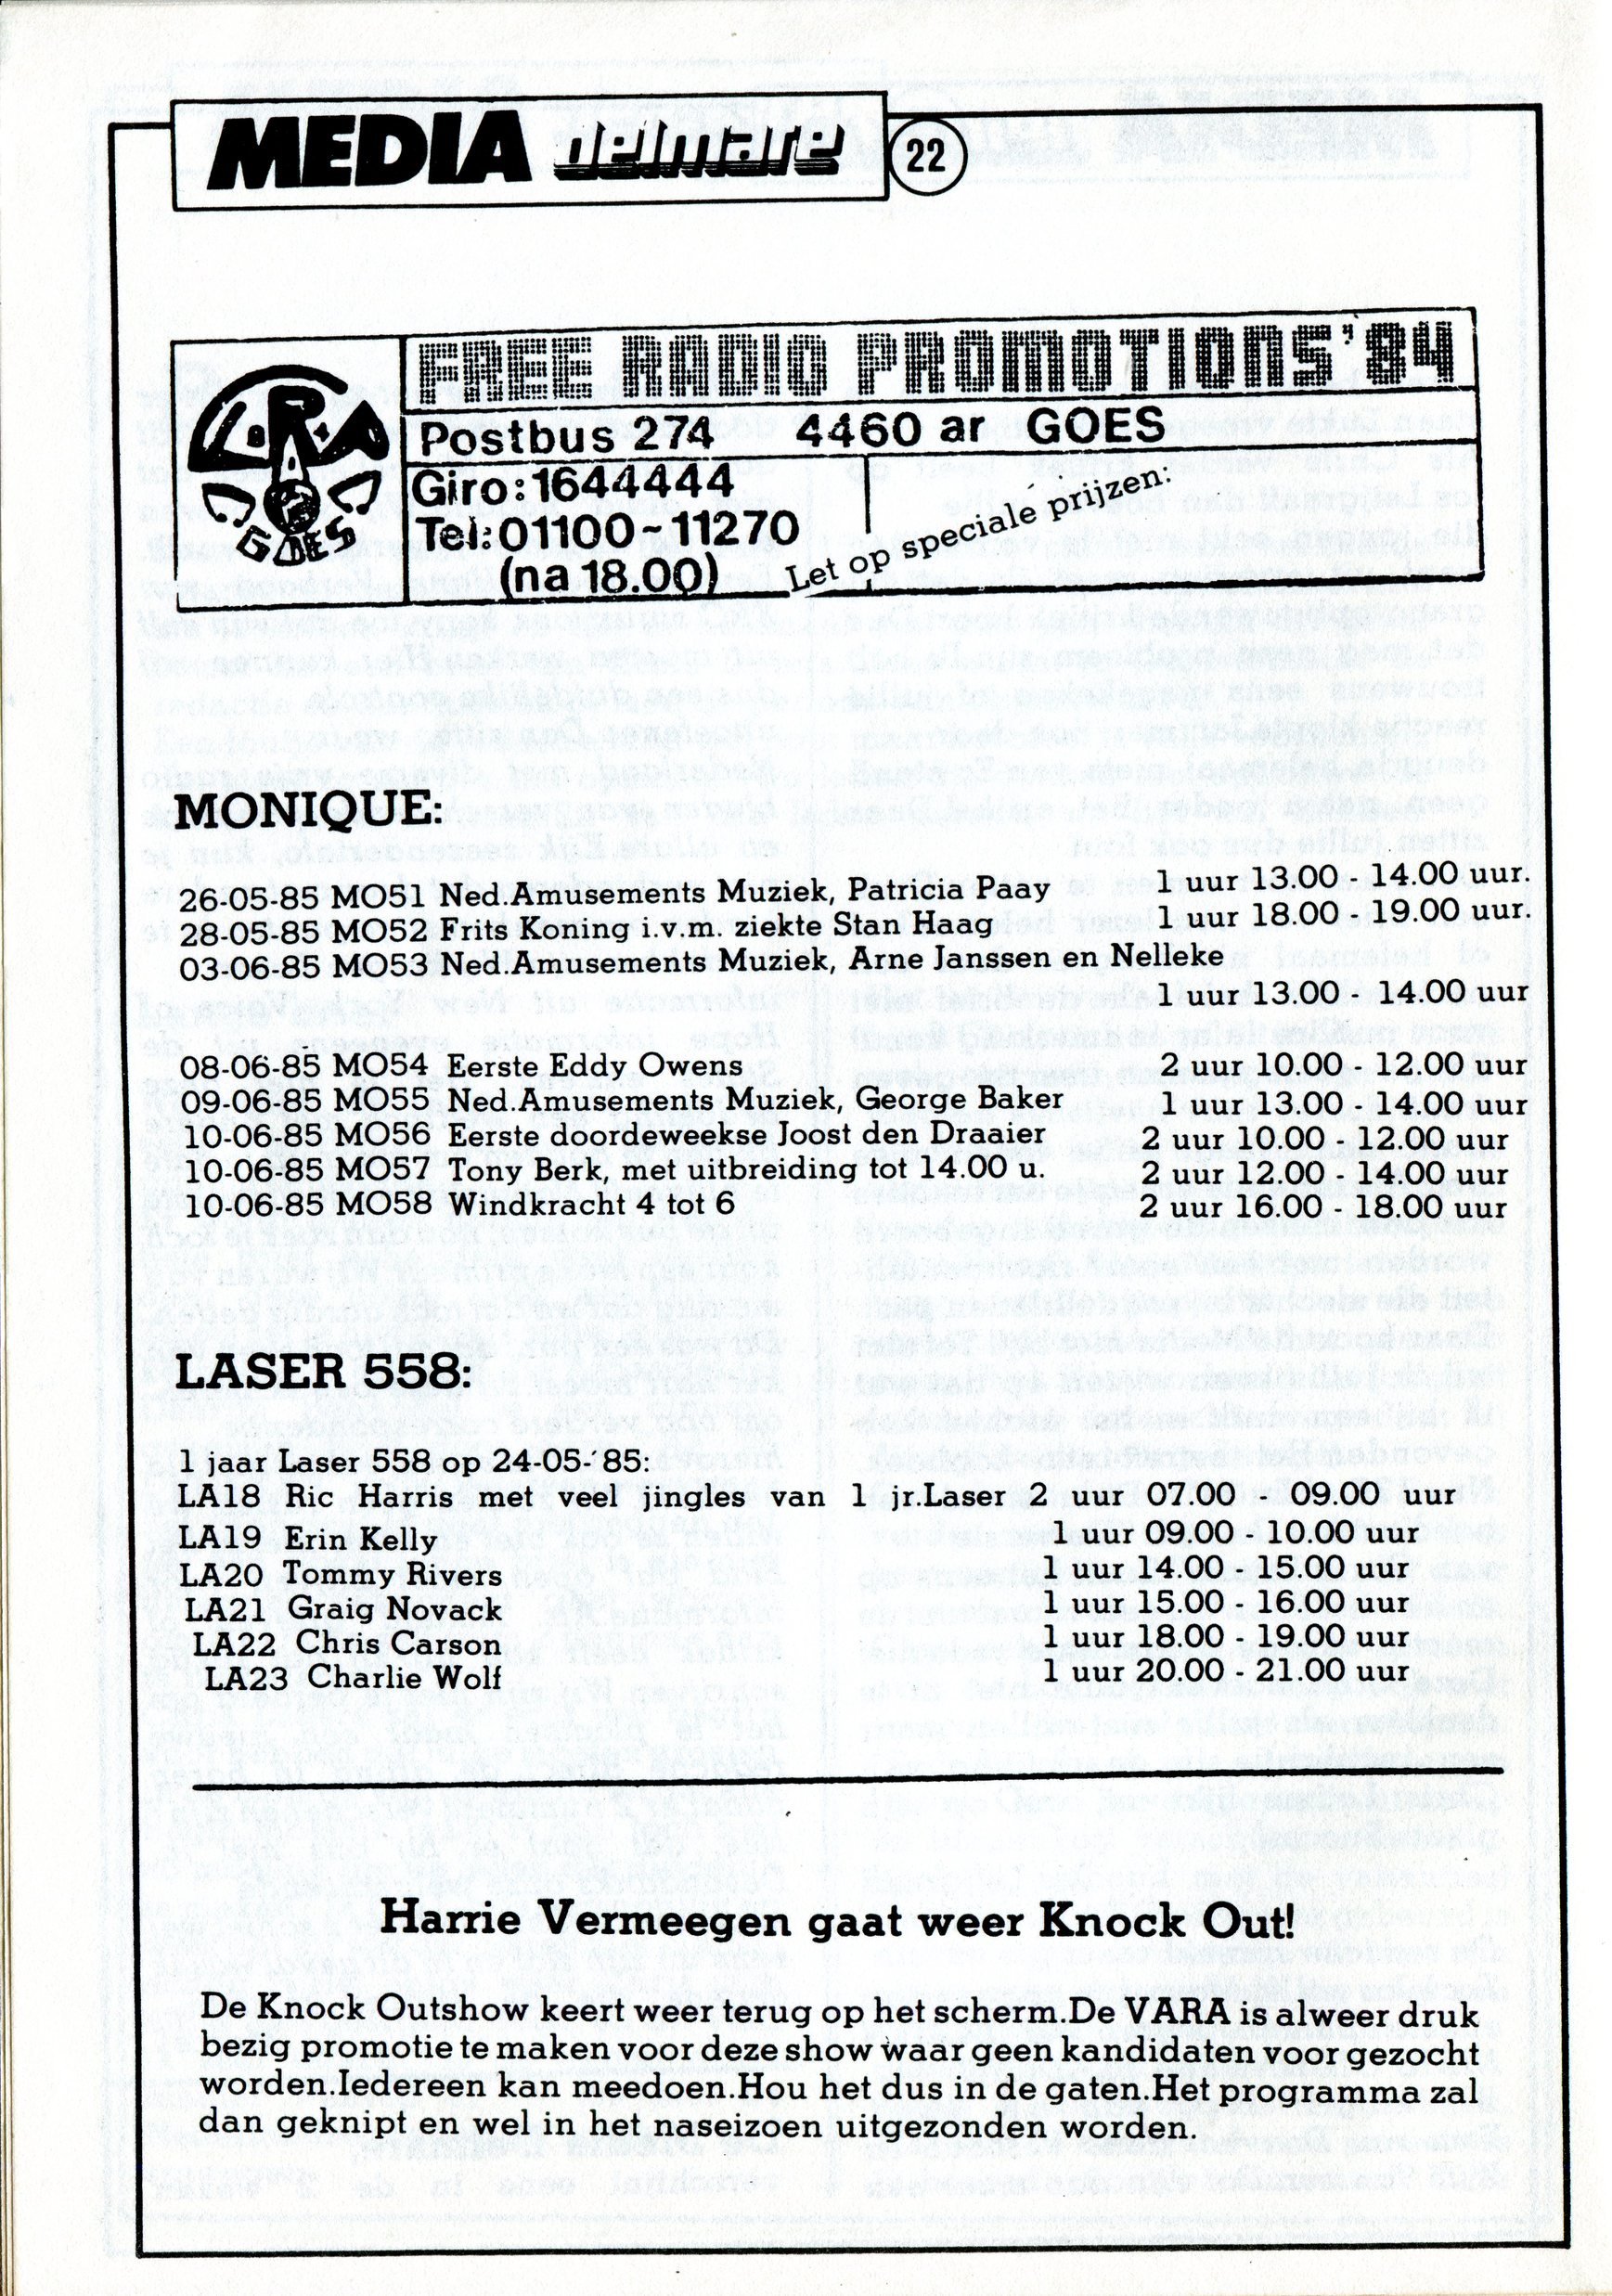 MEDIA delmare 22
FREE RADIO PROMOTIONS'84
Postbus 274 4460 ar GOES
Giro:1644444
Tel:01100~11270
(na 18.00)
Let op speciale prijzen:
GOES
MONIQUE:
26-05-85 MO51 Ned.Amusements Muziek, Patricia Paay 1 uur 13.00 - 14.00 uur.
28-05-85 MO52 Frits Koning i.v.m. ziekte Stan Haag 1 uur 18.00 - 19.00 uur.
03-06-85 MO53 Ned.Amusements Muziek, Arne Janssen en Nelleke
1 uur 13.00 - 14.00 uur
08-06-85 MO54 Eerste Eddy Owens 2 uur 10.00 - 12.00 uur
09-06-85 MO55 Ned.Amusements Muziek, George Baker 1 uur 13.00 - 14.00 uur
10-06-85 MO56 Eerste doordeweekse Joost den Draaier 2 uur 10.00 - 12.00 uur
10-06-85 MO57 Tony Berk, met uitbreiding tot 14.00 u. 2 uur 12.00 - 14.00 uur
10-06-85 MO58 Windkracht 4 tot 6 2 uur 16.00 - 18.00 uur
LASER 558:
1 jaar Laser 558 op 24-05-'85:
LA18 Ric Harris met veel jingles van 1 jr.Laser 2 uur 07.00 - 09.00 uur
LA19 Erin Kelly 1 uur 09.00 - 10.00 uur
LA20 Tommy Rivers 1 uur 14.00 - 15.00 uur
LA21 Graig Novack 1 uur 15.00 - 16.00 uur
LA22 Chris Carson 1 uur 18.00 - 19.00 uur
LA23 Charlie Wolf 1 uur 20.00 - 21.00 uur
Harrie Vermeegen gaat weer Knock Out!
De Knock Outshow keert weer terug op het scherm.De VARA is alweer druk
bezig promotie te maken voor deze show waar geen kandidaten voor gezocht
worden.Iedereen kan meedoen.Hou het dus in de gaten.Het programma zal
dan geknipt en wel in het naseizoen uitgezonden worden.